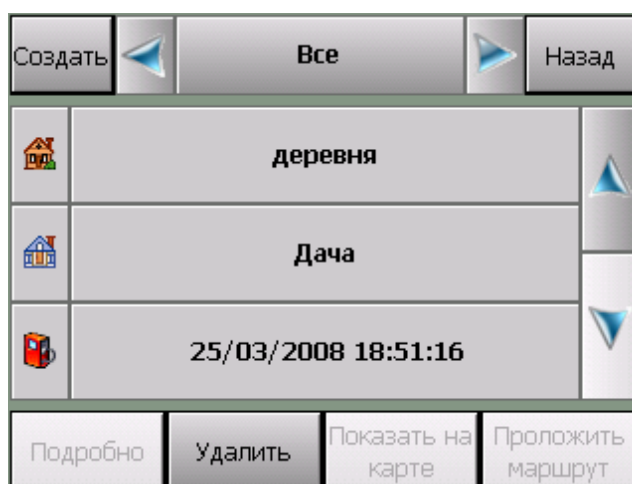 Создать
Все
Назад
деревня
Дача
25/03/2008 18:51:16
Подробно
Удалить
Показать на
карте
Проложить
маршрут